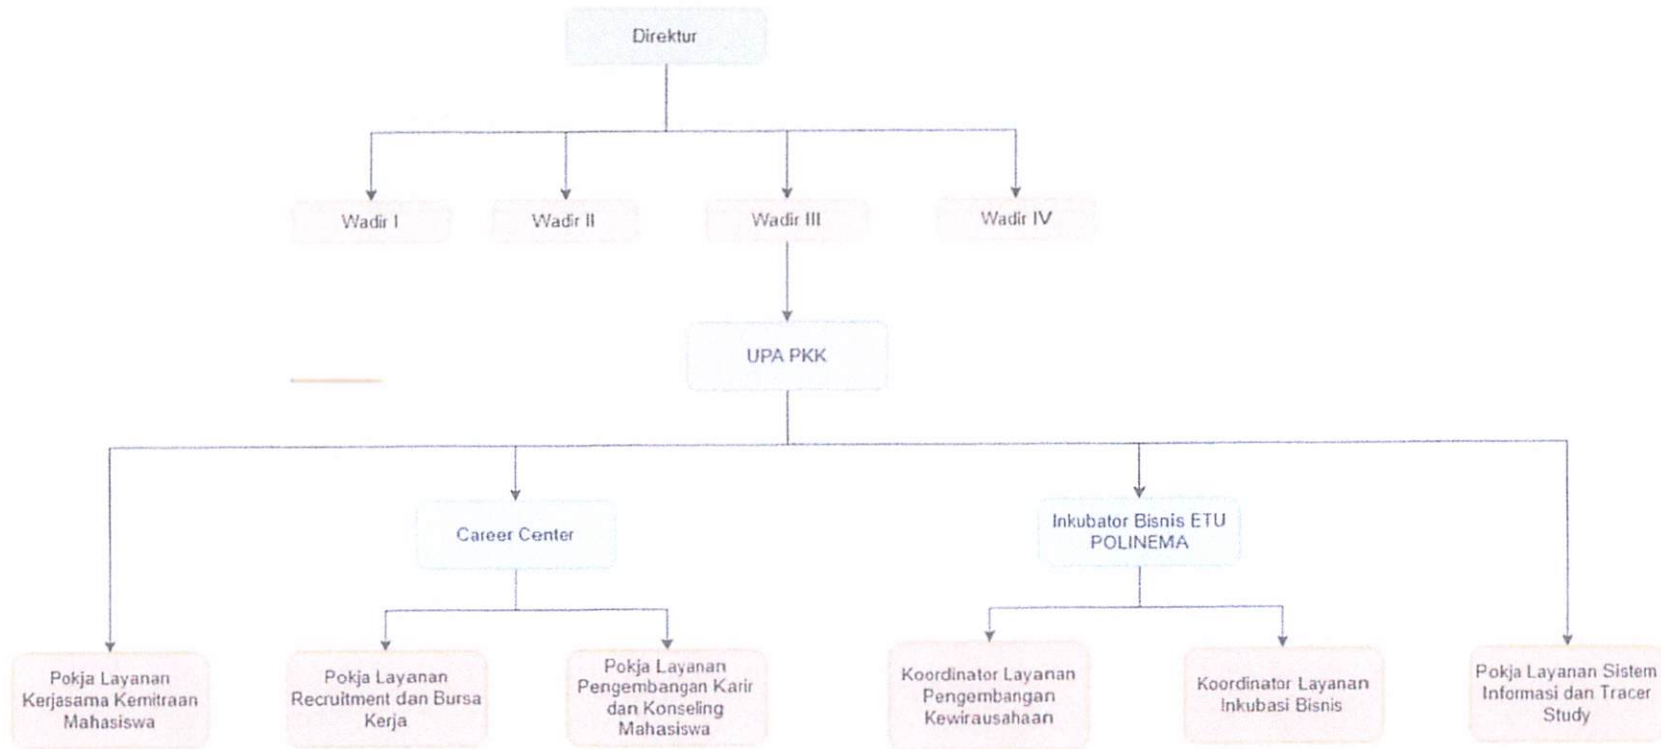 Direktur
Wadir I
Wadir II
Wadir III
Wadir IV
UPA PKK
Career Center
Inkubator Bisnis ETU
POLINEMA
Pokja Layanan
Kerjasama Kemitraan
Mahasiswa
Pokja Layanan
Recruitment dan Bursa
Kerja
Pokja Layanan
Pengembangan Karir
dan Konseling
Mahasiswa
Koordinator Layanan
Pengembangan
Kewirausahaan
Koordinator Layanan
Inkubasi Bisnis
Pokja Layanan Sistem
Informasi dan Tracer
Study